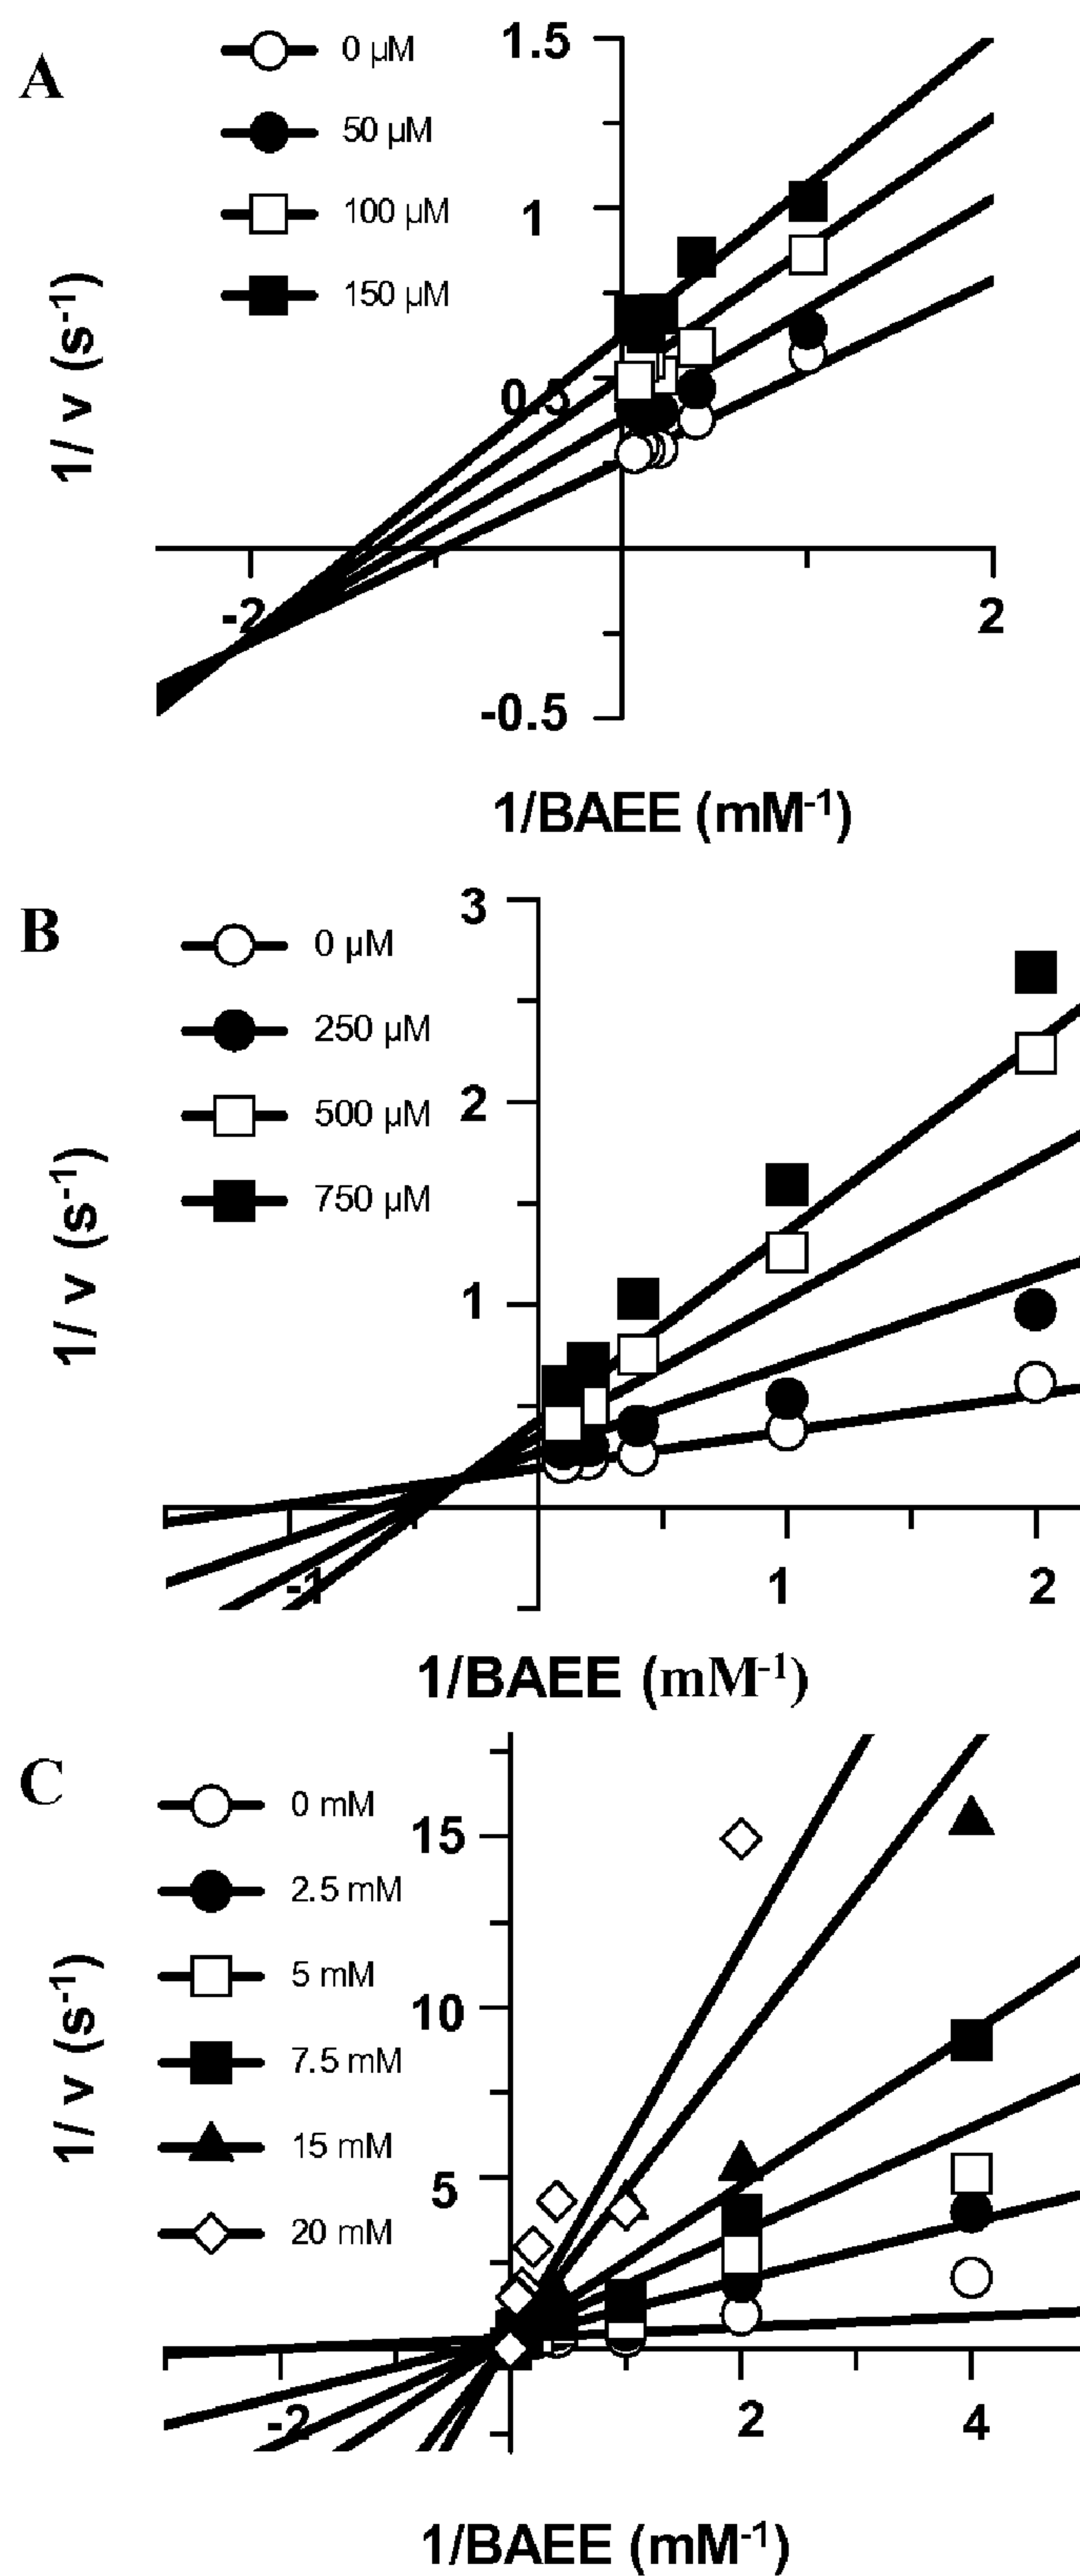 A
0 µM
50 µM
100 µM
150 µM
1.5
1
0.5
-0.5
-2
2
1/ v (s-1)
1/BAEE (mM-1)
B
0 µM
250 µM
500 µM
750 µM
3
2
1
-1
1
2
1/ v (s-1)
1/BAEE (mM-1)
C
0 mM
2.5 mM
5 mM
7.5 mM
15 mM
20 mM
15
10
5
-2
2
4
1/ v (s-1)
1/BAEE (mM-1)